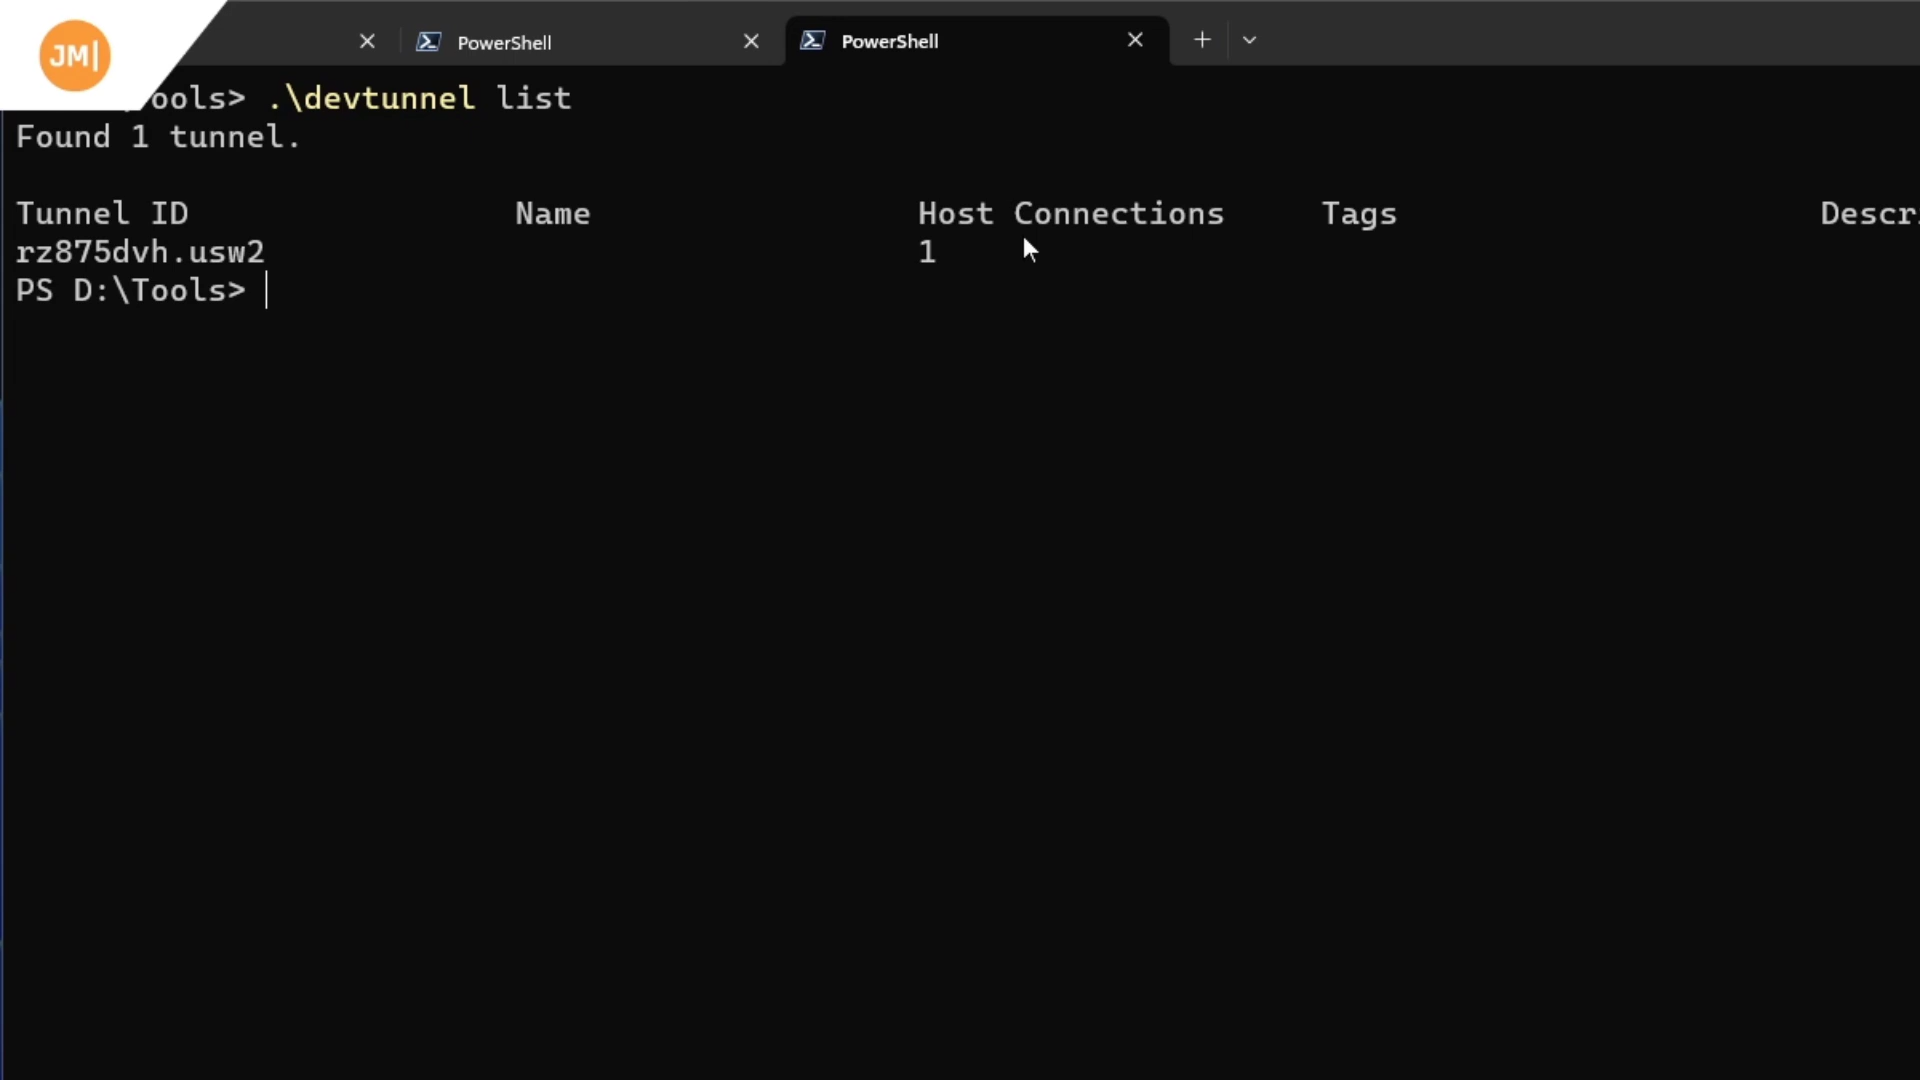 JM|
PowerShell
PowerShell
ools> .\devtunnel list
Found 1 tunnel.
Tunnel ID Name Host Connections Tags Descri
rz875dvh.usw2 1
PS D:\Tools>